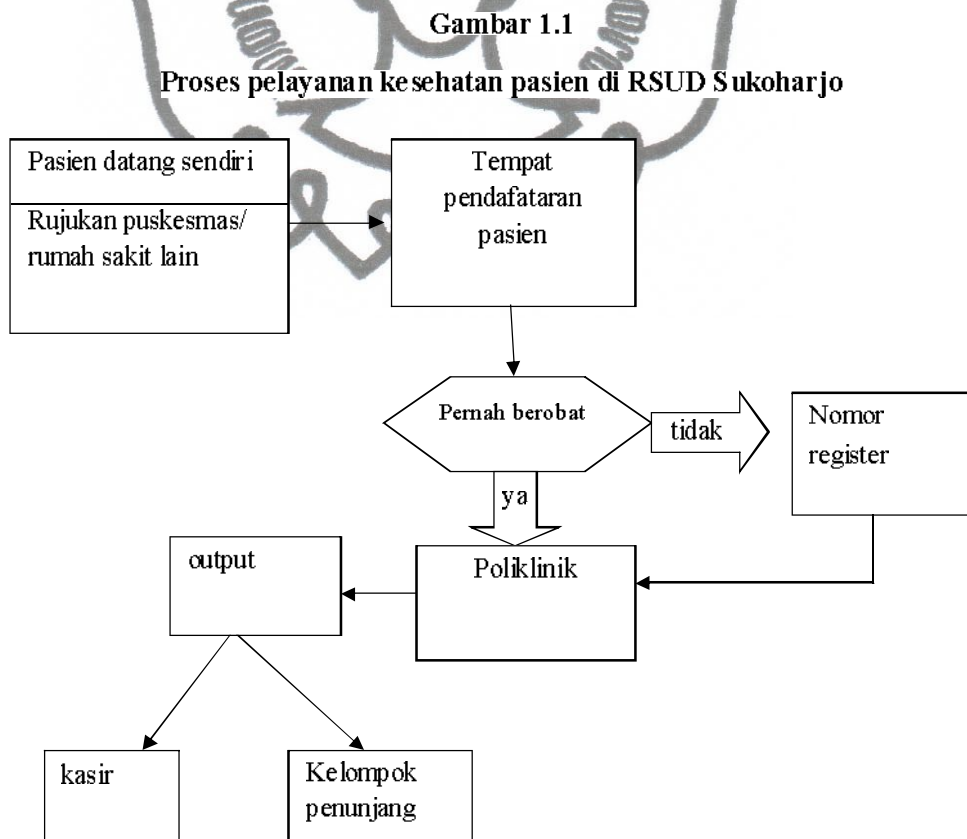 Gambar 1.1
Proses pelayanan kesehatan pasien di RSUD Sukoharjo
Pasien datang sendiri
Rujukan puskesmas/
rumah sakit lain
Tempat
pendafataran
pasien
Pernah berobat
tidak
Nomor
register
ya
Poliklinik
output
kasir
Kelompok
penunjang